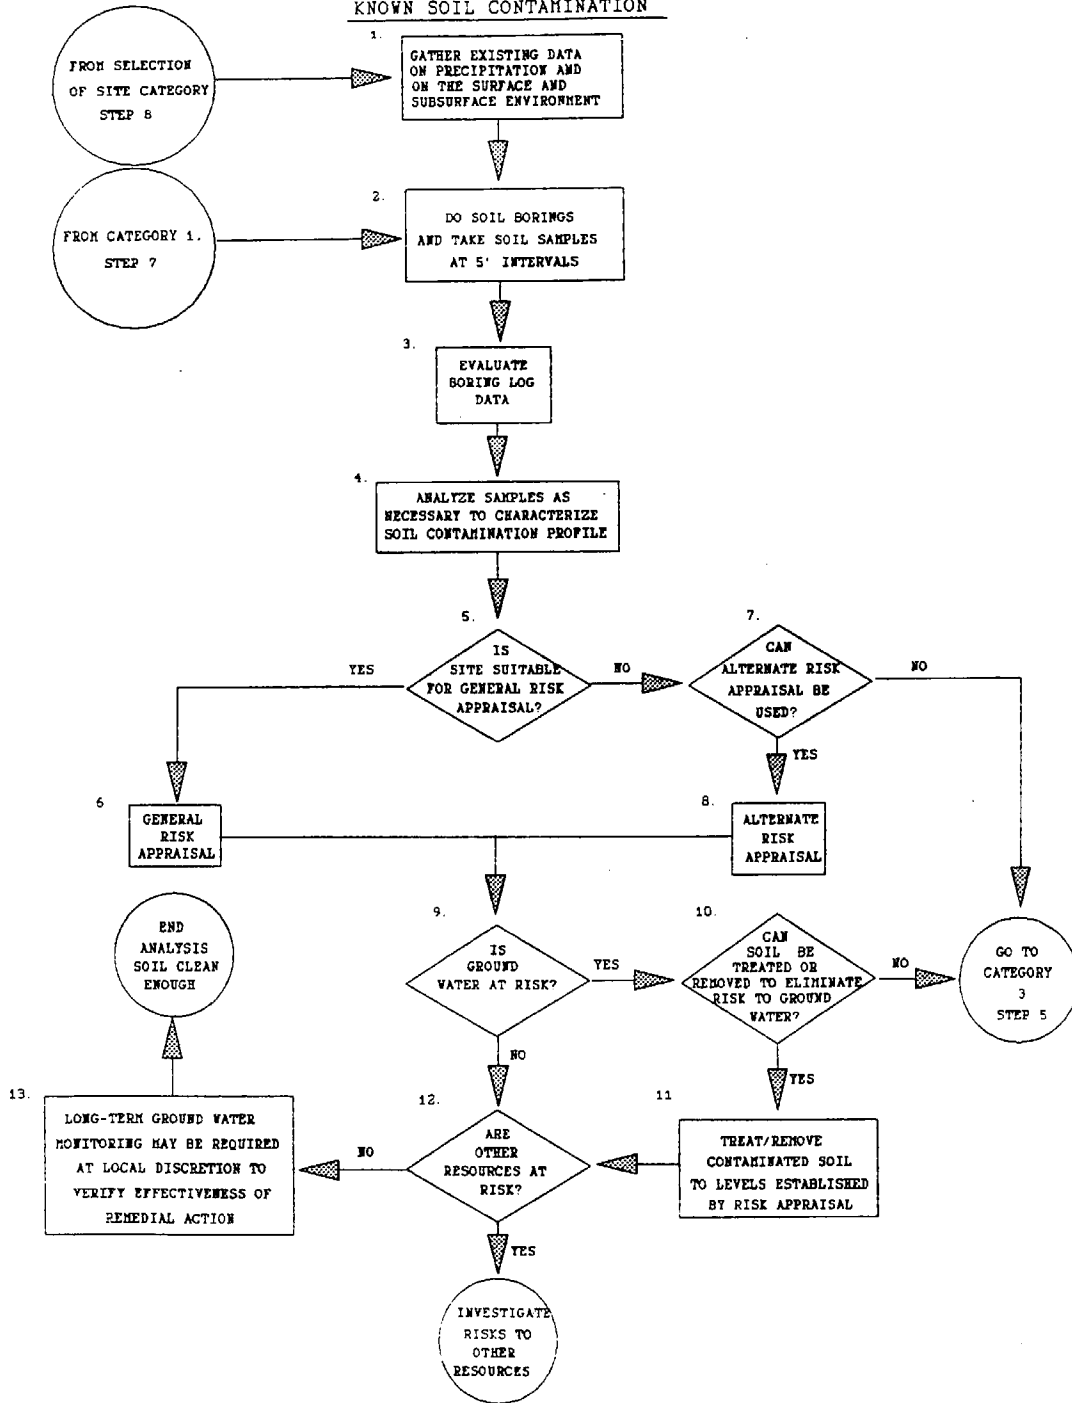 KNOWN SOIL CONTAMINATION
FROM SELECTION
OF SITE CATEGORY
STEP 8
1.
GATHER EXISTING DATA
ON PRECIPITATION AND
ON THE SURFACE AND
SUBSURFACE ENVIRONMENT
FROM CATEGORY 1.
STEP 7
2.
DO SOIL BORINGS
AND TAKE SOIL SAMPLES
AT 5' INTERVALS
3.
EVALUATE
BORING LOG
DATA
4.
ANALYZE SAMPLES AS
NECESSARY TO CHARACTERIZE
SOIL CONTAMINATION PROFILE
5.
IS
SITE SUITABLE
FOR GENERAL RISK
APPRAISAL?
YES
NO
7.
CAN
ALTERNATE RISK
APPRAISAL BE
USED?
NO
YES
6
GENERAL
RISK
APPRAISAL
8.
ALTERNATE
RISK
APPRAISAL
END
ANALYSIS
SOIL CLEAN
ENOUGH
9.
IS
GROUND
WATER AT RISK?
YES
NO
10.
CAN
SOIL BE
TREATED OR
REMOVED TO ELIMINATE
RISK TO GROUND
WATER?
NO
YES
GO TO
CATEGORY
3
STEP 5
13.
LONG-TERM GROUND WATER
MONITORING MAY BE REQUIRED
AT LOCAL DISCRETION TO
VERIFY EFFECTIVENESS OF
REMEDIAL ACTION
12.
ARE
OTHER
RESOURCES AT
RISK?
NO
YES
11
TREAT/REMOVE
CONTAMINATED SOIL
TO LEVELS ESTABLISHED
BY RISK APPRAISAL
INVESTIGATE
RISKS TO
OTHER
RESOURCES